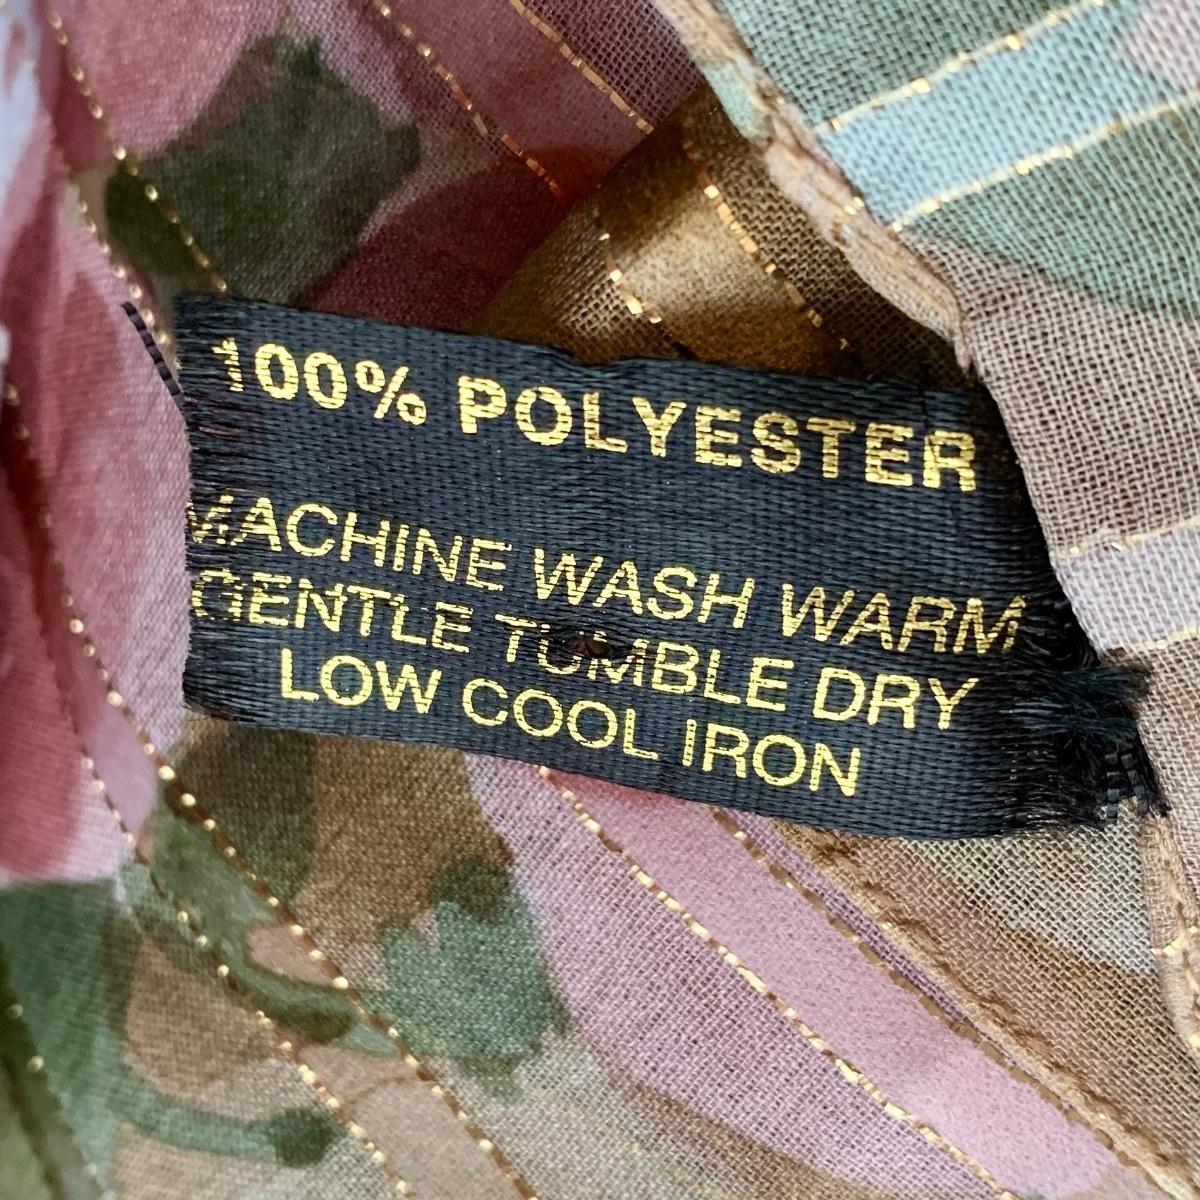 100% POLYESTER
MACHINE WASH WARM
GENTLE TUMBLE DRY
LOW COOL IRON